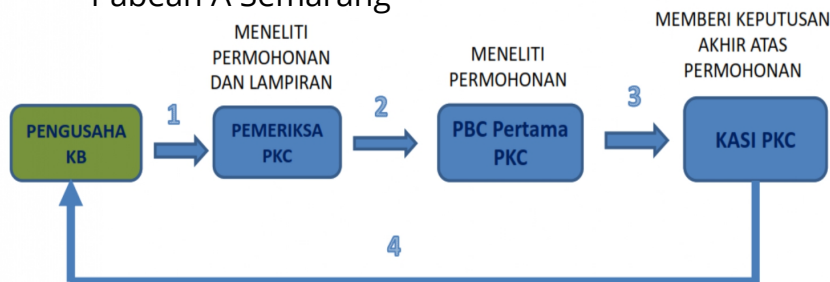 Pabean A Semarang
MENELITI
PERMOHONAN
DAN LAMPIRAN
MENELITI
PERMOHONAN
MEMBERI KEPUTUSAN
AKHIR ATAS
PERMOHONAN
PENGUSAHA
KB
1
PEMERIKSA
PKC
2
PBC Pertama
PKC
3
KASI PKC
4